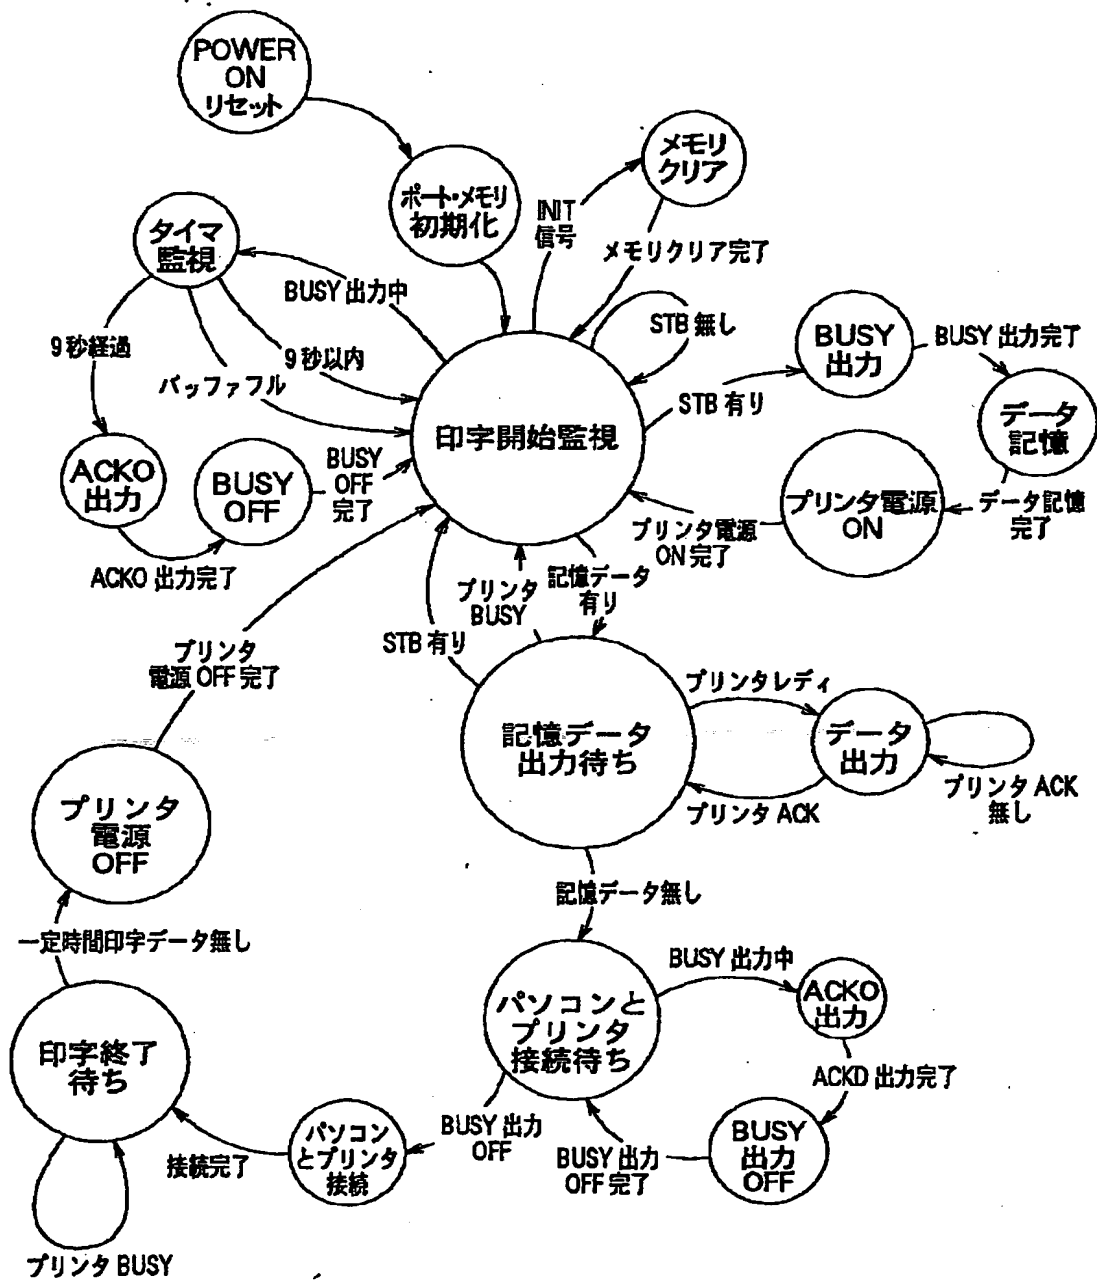 POWER
ON
リセット
メモリ
クリア
ポート・メモリ
初期化
INIT
信号
タイマ
監視
メモリクリア完了
BUSY 出力中
STB 無し
BUSY
出力
BUSY 出力完了
9秒経過
9秒以内
バッファフル
STB 有り
データ
記憶
印字開始監視
ACKO
出力
BUSY
OFF
BUSY
OFF
完了
プリンタ電源
ON
データ記憶
完了
プリンタ電源
ON 完了
ACKO 出力完了
プリンタ
BUSY
記憶データ
有り
STB 有り
プリンタ
電源 OFF 完了
プリンタレディ
記憶データ
出力待ち
データ
出力
プリンタ ACK
無し
プリンタ ACK
プリンタ
電源
OFF
記憶データ無し
一定時間印字データ無し
BUSY 出力中
ACKO
出力
パソコンと
プリンタ
接続待ち
印字終了
待ち
ACKD 出力完了
BUSY 出力
OFF
パソコン
とプリンタ
接続
接続完了
BUSY 出力
OFF 完了
BUSY
出力
OFF
プリンタ BUSY